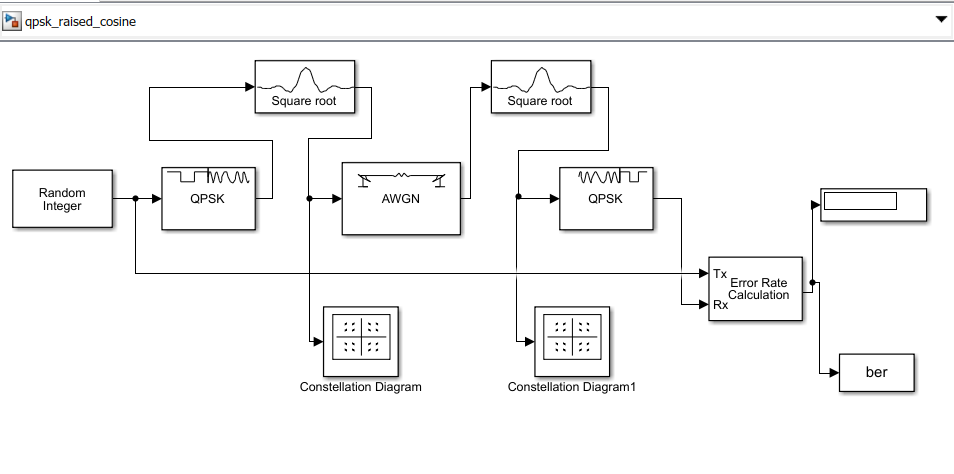 qpsk_raised_cosine
Square root
Square root
Random
Integer
QPSK
AWGN
QPSK
Tx
Error Rate
Calculation
Rx
ber
Constellation Diagram
Constellation Diagram1